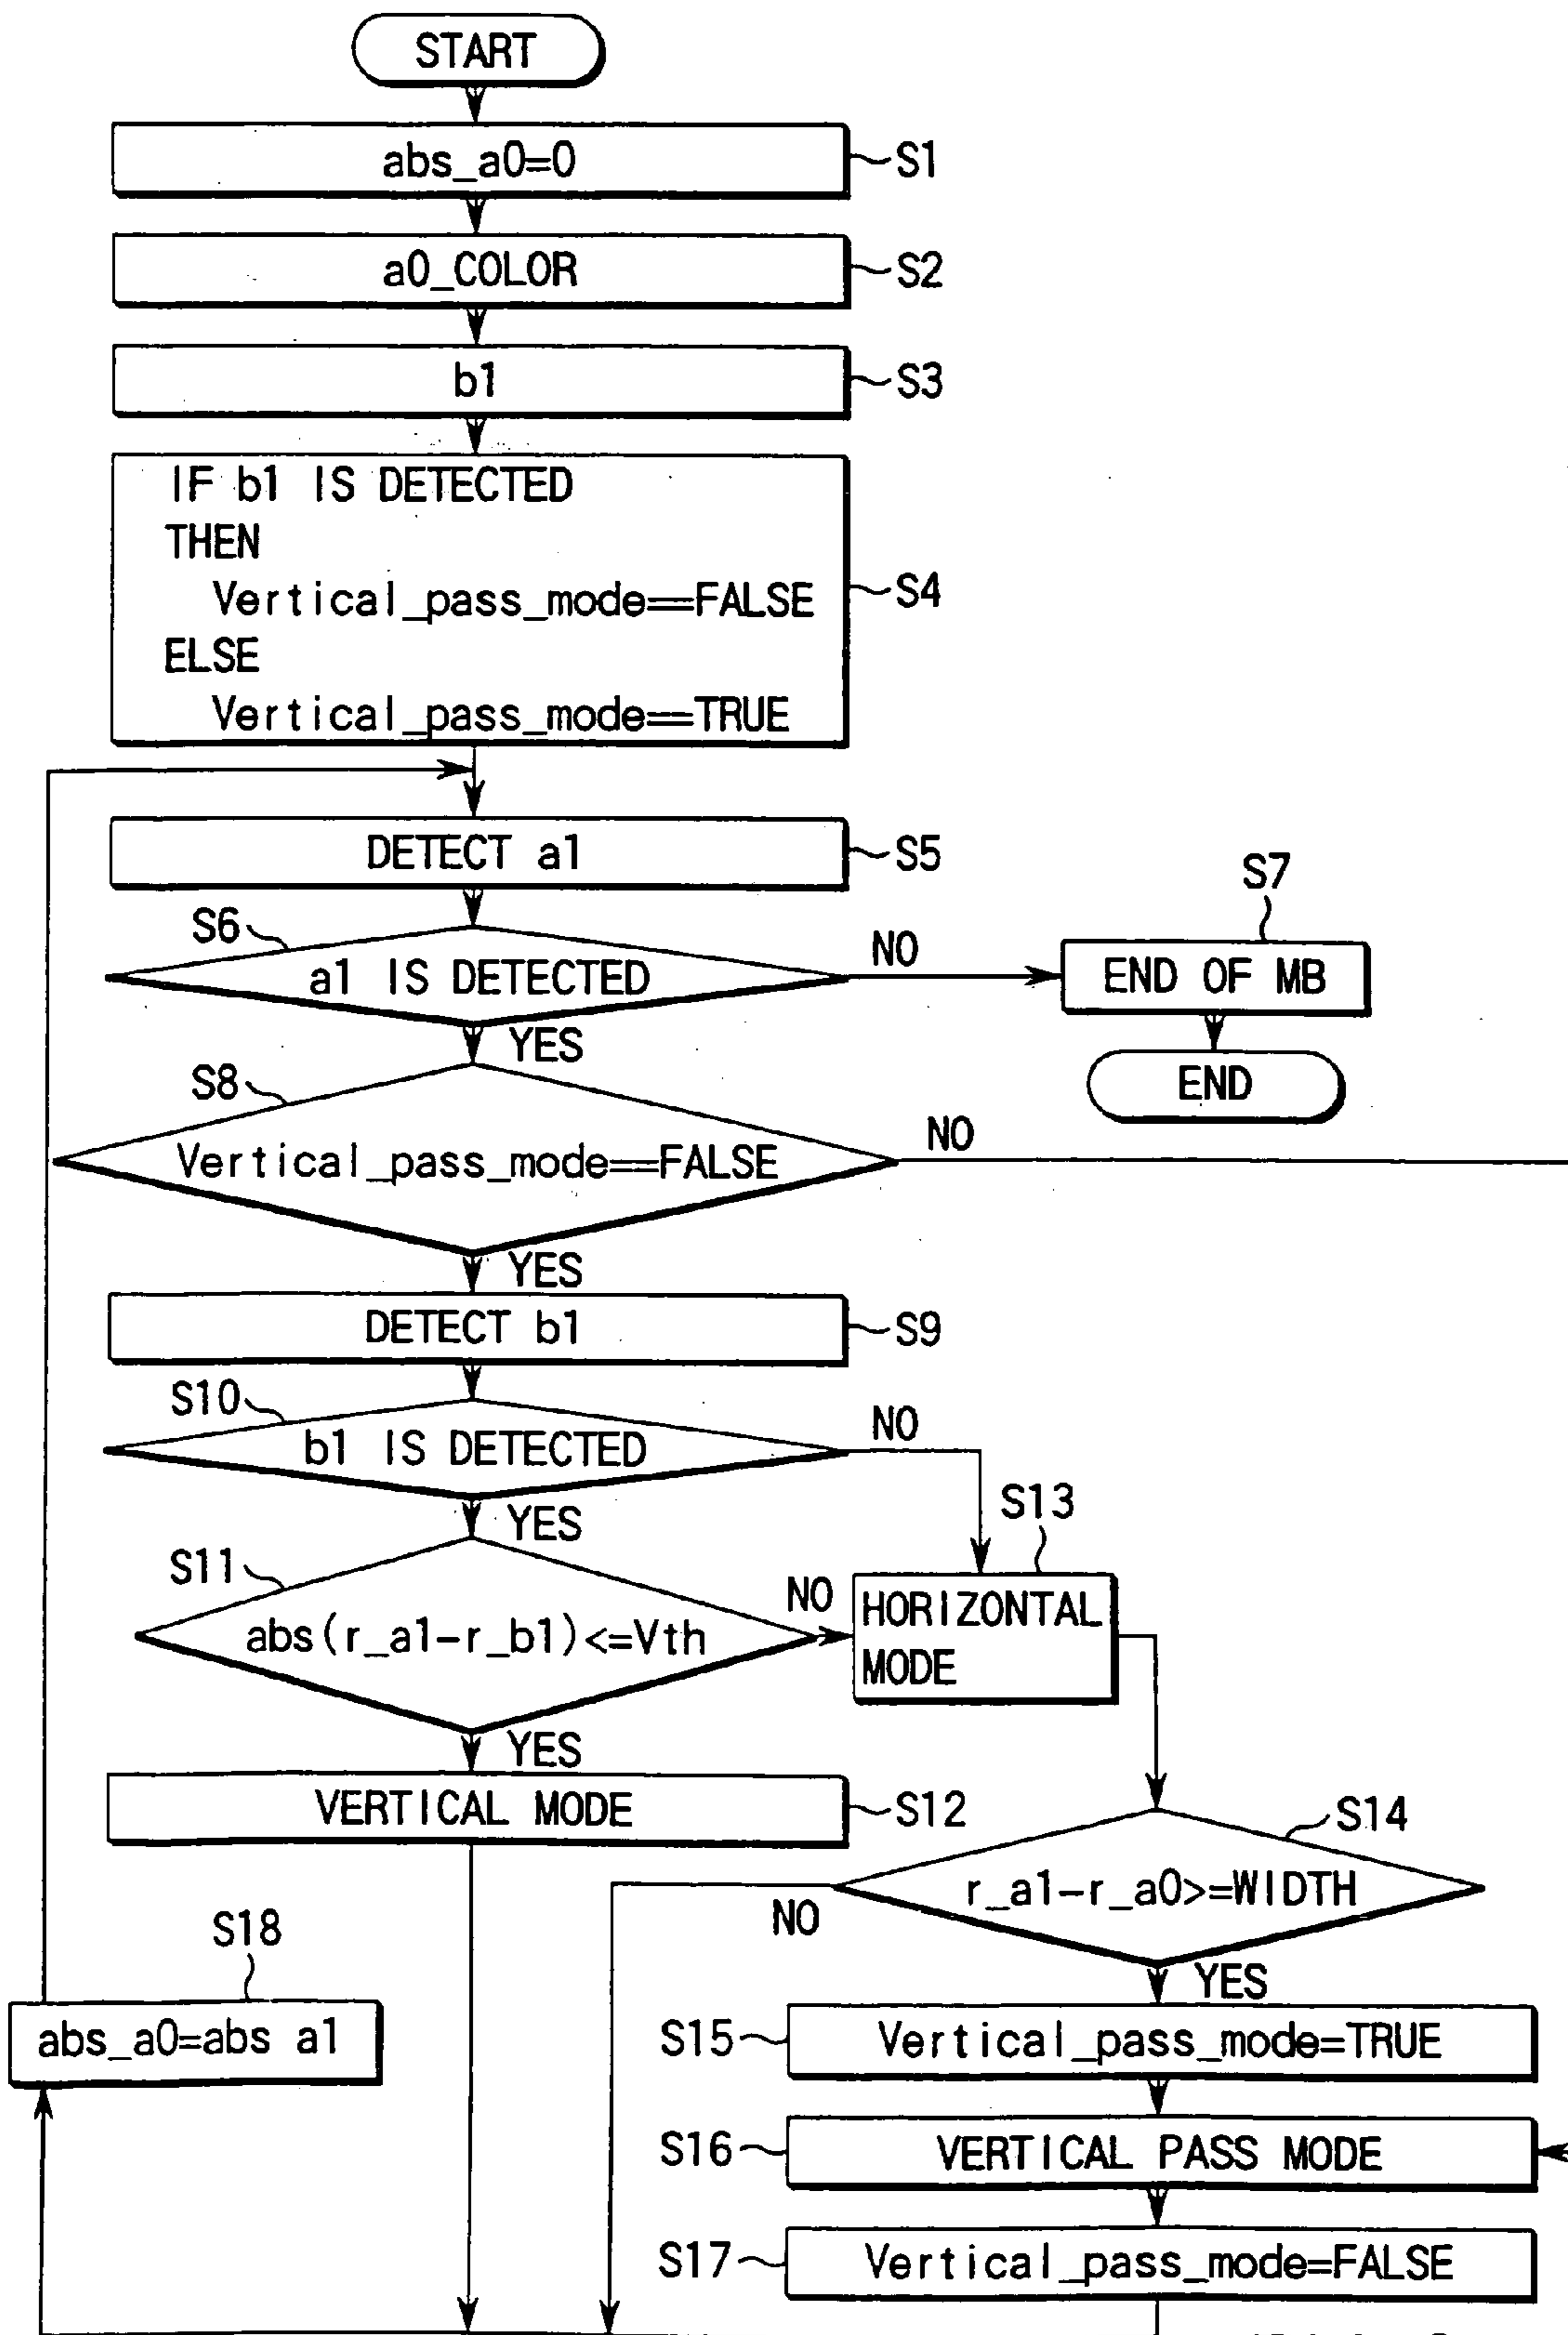 START
abs_a0=0
S1
a0_COLOR
S2
b1
S3
IF b1 IS DETECTED
THEN
Vertical_pass_mode==FALSE
ELSE
Vertical_pass_mode==TRUE
S4
DETECT a1
S5
S6
a1 IS DETECTED
NO
S7
END OF MB
END
YES
S8
Vertical_pass_mode==FALSE
NO
YES
DETECT b1
S9
S10
b1 IS DETECTED
NO
YES
S11
abs(r_a1-r_b1)<=Vth
NO
S13
HORIZONTAL
MODE
YES
VERTICAL MODE
S12
S14
r_a1-r_a0>=WIDTH
NO
YES
S18
abs_a0=abs a1
S15
Vertical_pass_mode=TRUE
S16
VERTICAL PASS MODE
S17
Vertical_pass_mode=FALSE